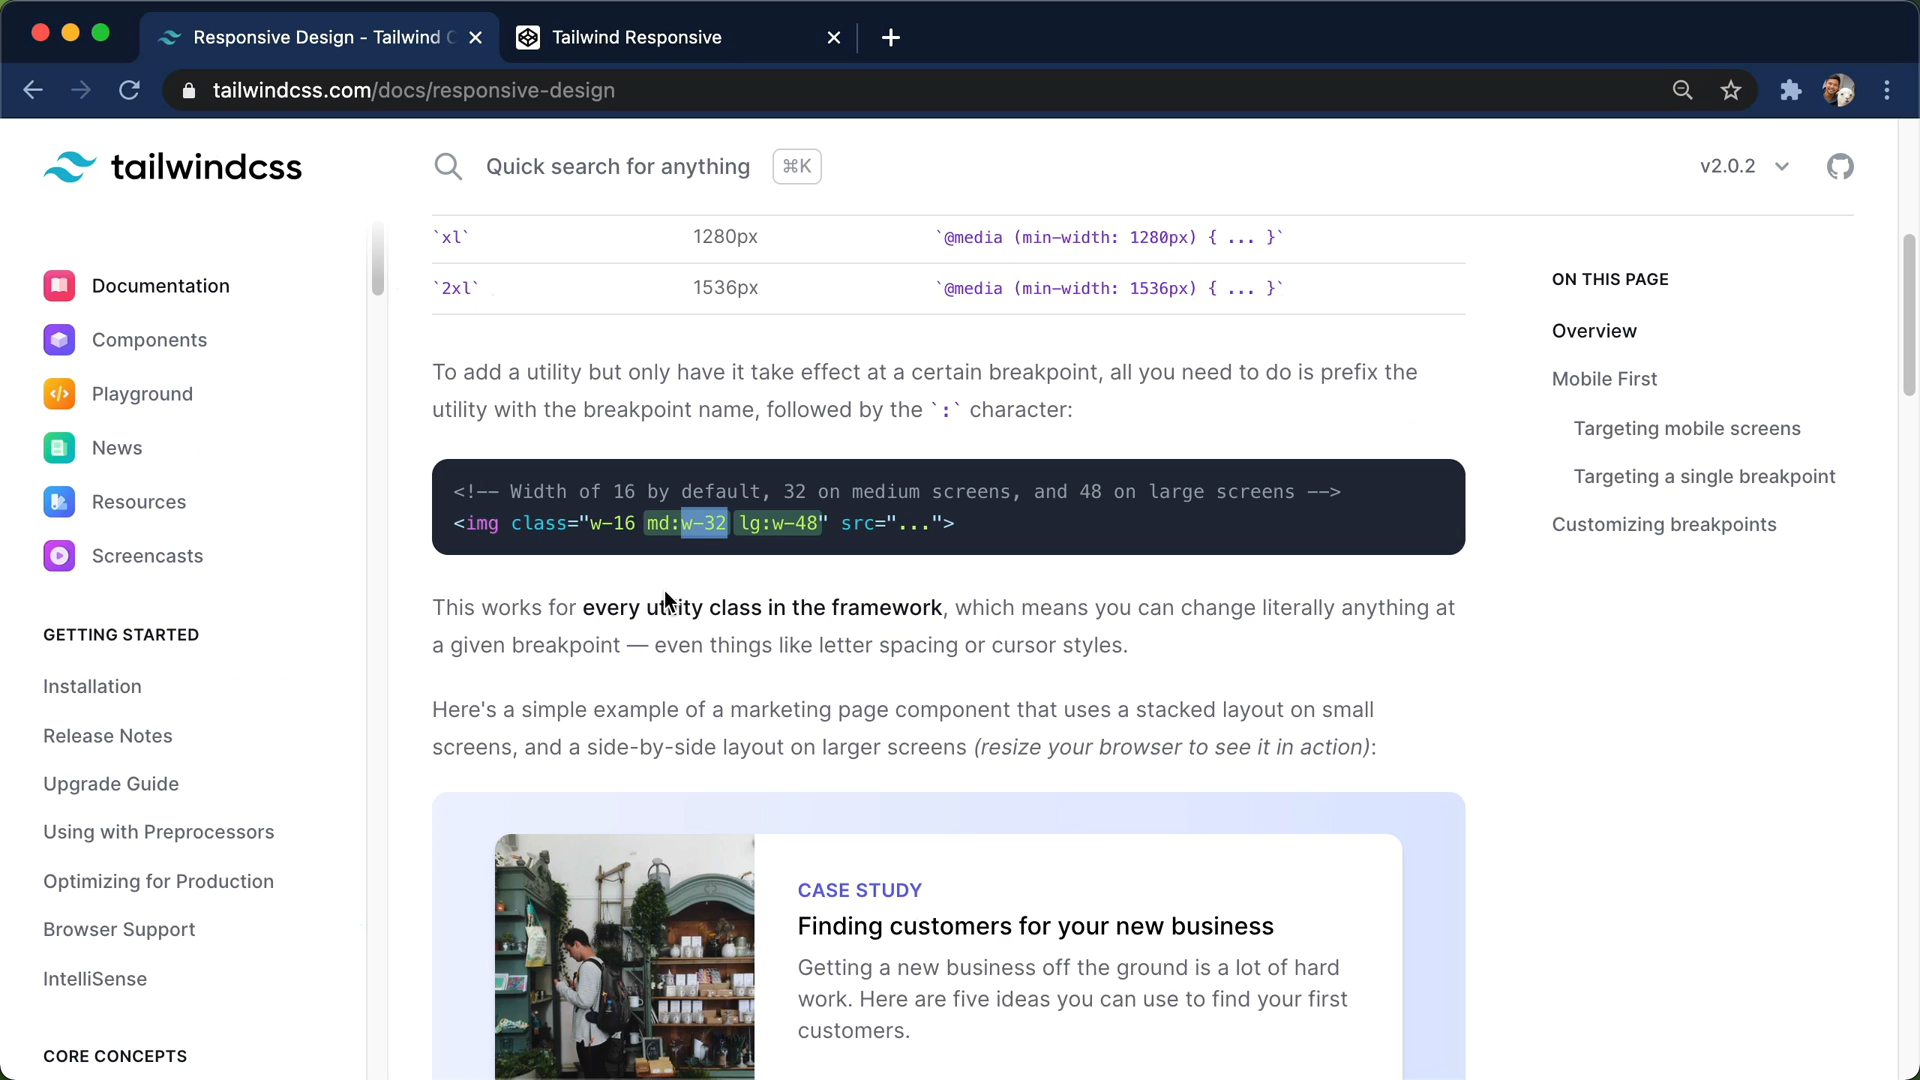 Responsive Design - Tailwind C
Tailwind Responsive
tailwindcss.com/docs/responsive-design
tailwindcss
Quick search for anything
⌘K
v2.0.2
`xl` 1280px `@media (min-width: 1280px) { ... }`
`2xl` 1536px `@media (min-width: 1536px) { ... }`
To add a utility but only have it take effect at a certain breakpoint, all you need to do is prefix the
utility with the breakpoint name, followed by the `:` character:
<!-- Width of 16 by default, 32 on medium screens, and 48 on large screens -->
<img class="w-16 md:w-32 lg:w-48" src="...">
This works for every utility class in the framework, which means you can change literally anything at
a given breakpoint — even things like letter spacing or cursor styles.
Here's a simple example of a marketing page component that uses a stacked layout on small
screens, and a side-by-side layout on larger screens (resize your browser to see it in action):
CASE STUDY
Finding customers for your new business
Getting a new business off the ground is a lot of hard
work. Here are five ideas you can use to find your first
customers.
Documentation
Components
Playground
News
Resources
Screencasts
GETTING STARTED
Installation
Release Notes
Upgrade Guide
Using with Preprocessors
Optimizing for Production
Browser Support
IntelliSense
CORE CONCEPTS
ON THIS PAGE
Overview
Mobile First
Targeting mobile screens
Targeting a single breakpoint
Customizing breakpoints